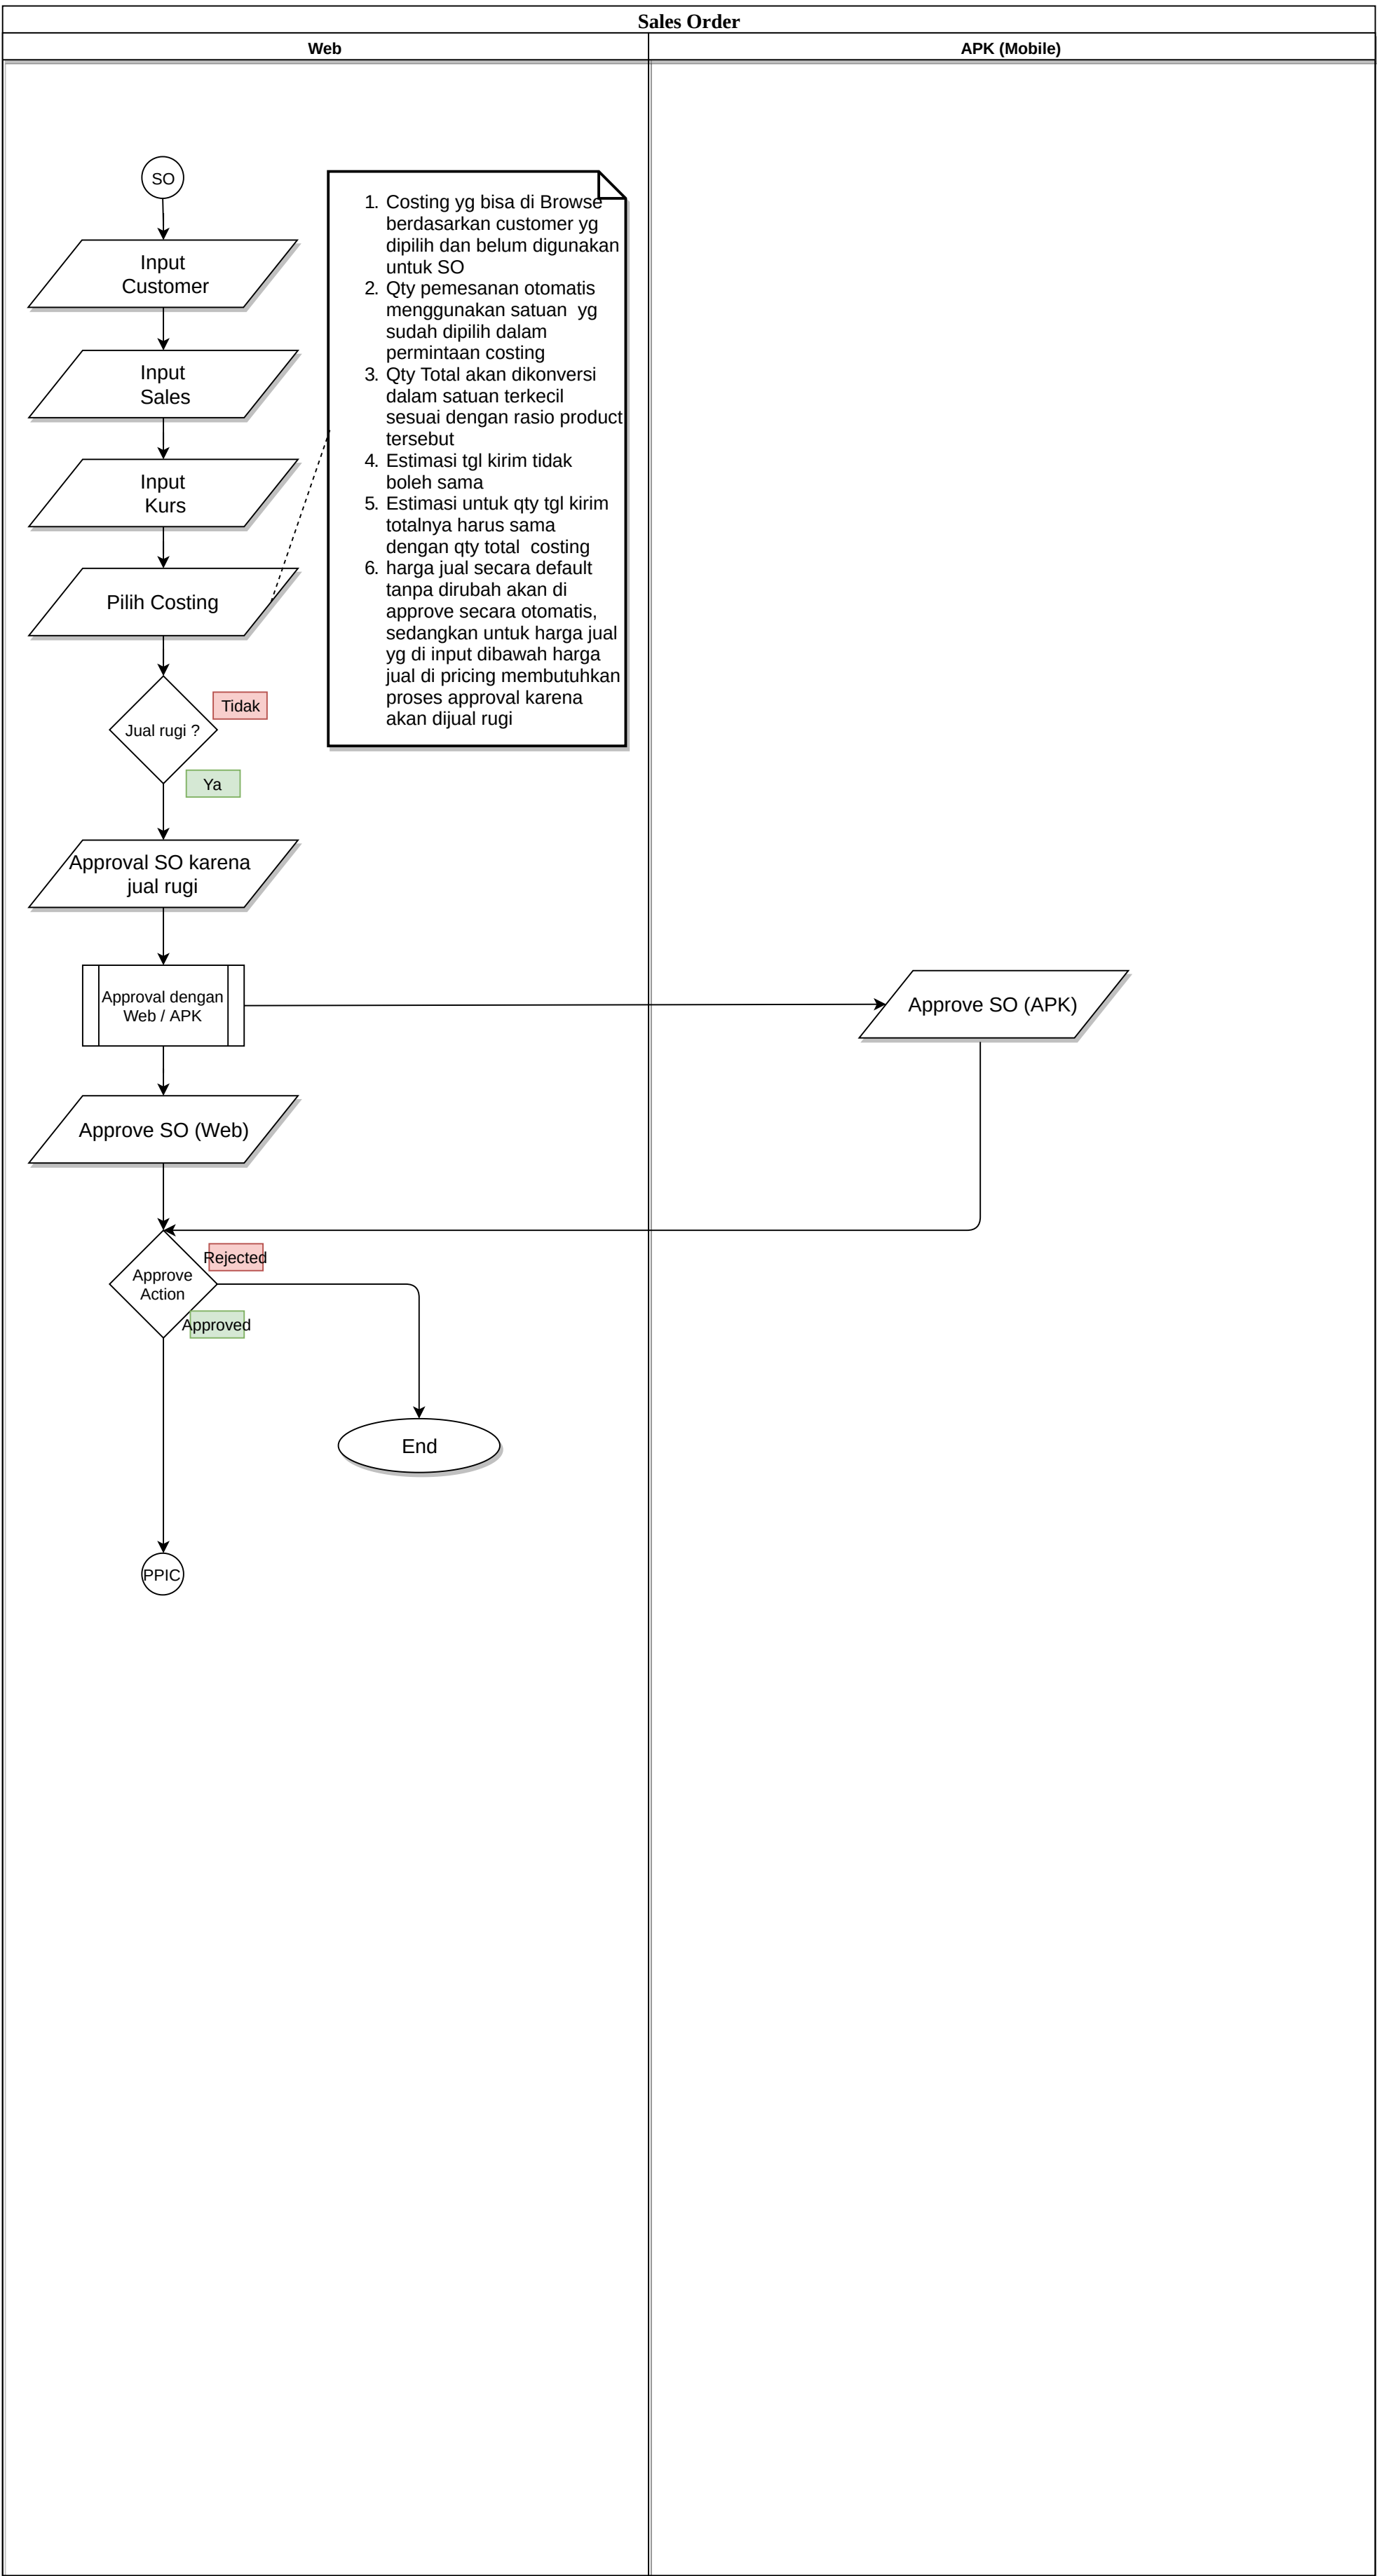 Sales Order
Web
APK (Mobile)
SO
Input
Customer
Input
Sales
Input
Kurs
Pilih Costing
1. Costing yg bisa di Browse
berdasarkan customer yg
dipilih dan belum digunakan
untuk SO
2. Qty pemesanan otomatis
menggunakan satuan  yg
sudah dipilih dalam
permintaan costing
3. Qty Total akan dikonversi
dalam satuan terkecil
sesuai dengan rasio product
tersebut
4. Estimasi tgl kirim tidak
boleh sama
5. Estimasi untuk qty tgl kirim
totalnya harus sama
dengan qty total  costing
6. harga jual secara default
tanpa dirubah akan di
approve secara otomatis,
sedangkan untuk harga jual
yg di input dibawah harga
jual di pricing membutuhkan
proses approval karena
akan dijual rugi
Tidak
Jual rugi ?
Ya
Approval SO karena
jual rugi
Approval dengan
Web / APK
Approve SO (APK)
Approve SO (Web)
Rejected
Approve
Action
Approved
End
PPIC